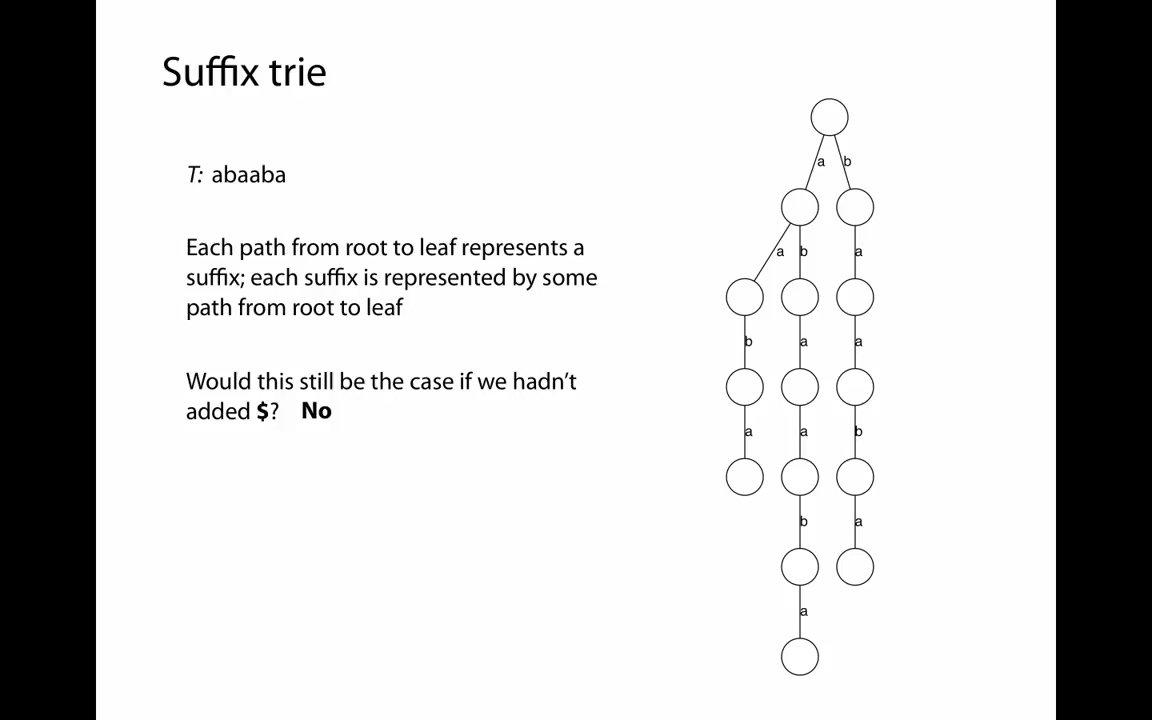 Suffix trie
T: abaaba
Each path from root to leaf represents a
suffix; each suffix is represented by some
path from root to leaf
Would this still be the case if we hadn't
added $? No
a b
a b a
b a a
a a b
b a
a